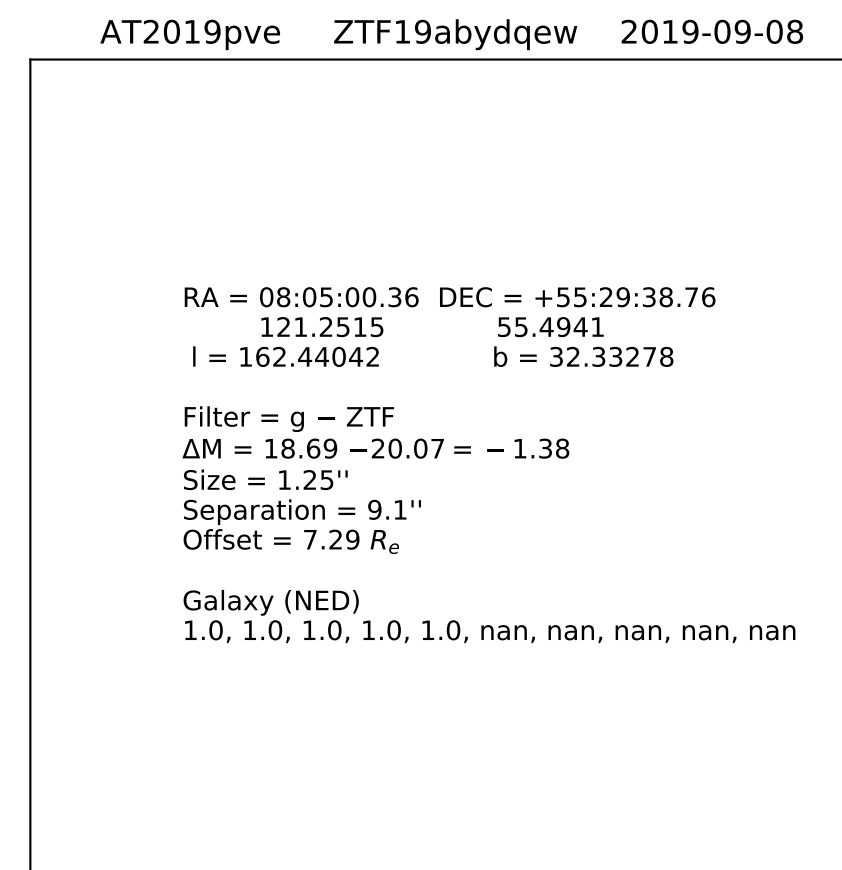 AT2019pve ZTF19abydqew 2019-09-08
RA = 08:05:00.36 DEC = +55:29:38.76
121.2515 55.4941
l = 162.44042 b = 32.33278
Filter = g − ZTF
ΔM = 18.69 −20.07 = − 1.38
Size = 1.25''
Separation = 9.1''
Offset = 7.29 Rₑ
Galaxy (NED)
1.0, 1.0, 1.0, 1.0, 1.0, nan, nan, nan, nan, nan